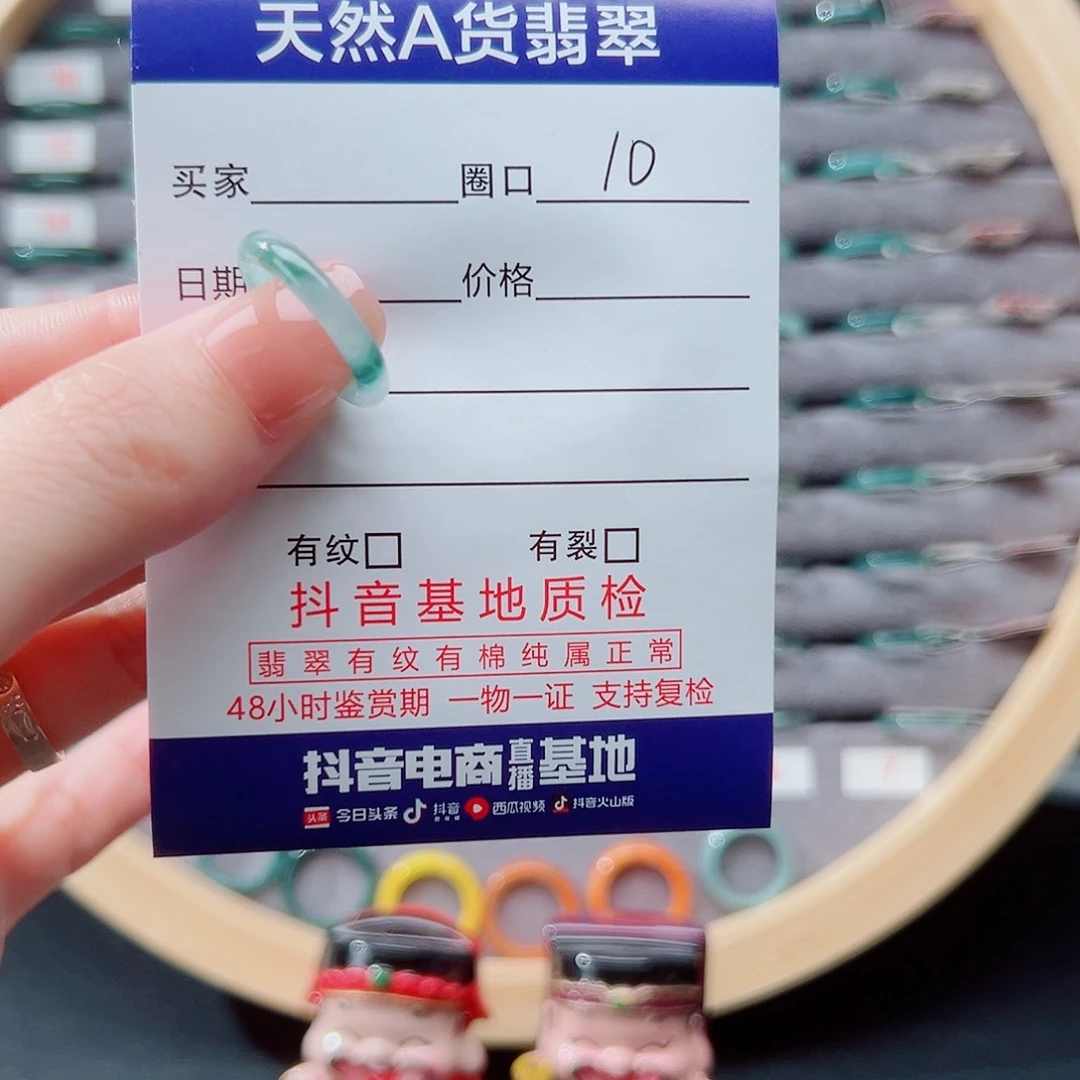 天然A货翡翠
买家 圈口 10
日期 价格
有纹□ 有裂□
抖音基地质检
翡翠有纹有棉纯属正常
48小时鉴赏期 一物一证 支持复检
抖音电商直播基地
头条 今日头条 抖音 西瓜视频 抖音火山版